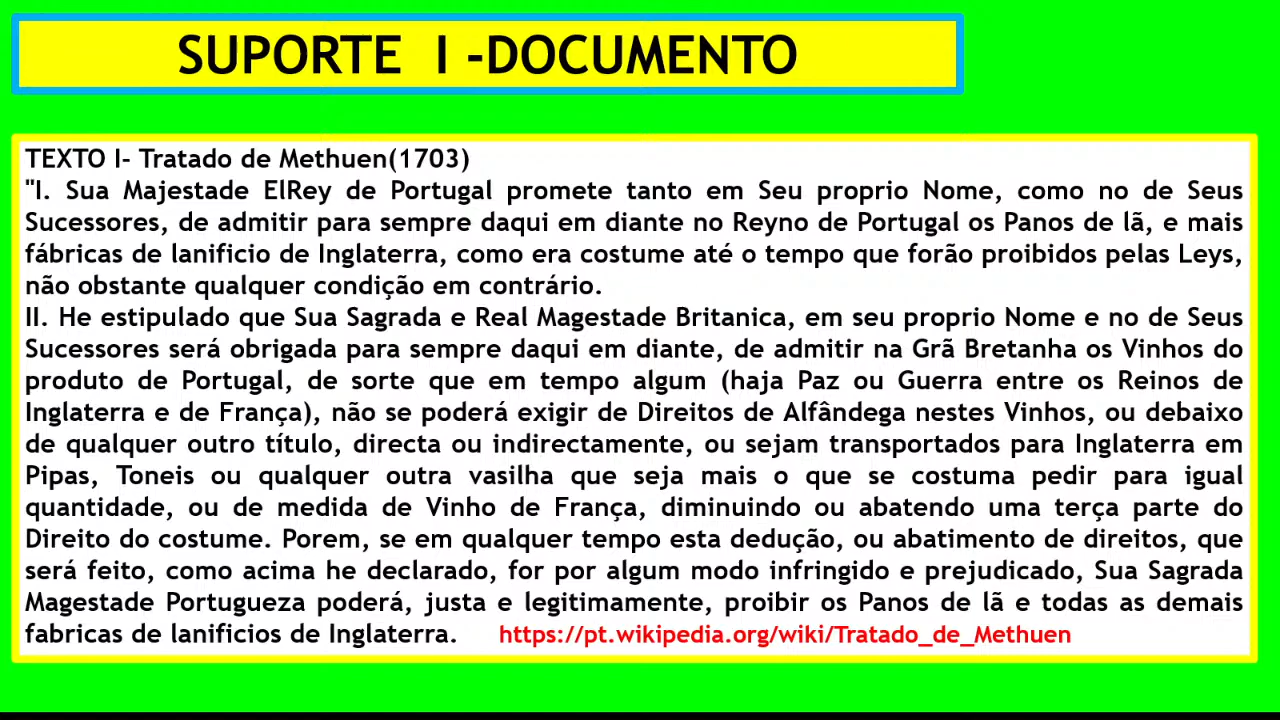 SUPORTE I -DOCUMENTO
TEXTO I- Tratado de Methuen(1703)
"I. Sua Majestade ElRey de Portugal promete tanto em Seu proprio Nome, como no de Seus
Sucessores, de admitir para sempre daqui em diante no Reyno de Portugal os Panos de lã, e mais
fábricas de lanificio de Inglaterra, como era costume até o tempo que forão proibidos pelas Leys,
não obstante qualquer condição em contrário.
II. He estipulado que Sua Sagrada e Real Magestade Britanica, em seu proprio Nome e no de Seus
Sucessores será obrigada para sempre daqui em diante, de admitir na Grã Bretanha os Vinhos do
produto de Portugal, de sorte que em tempo algum (haja Paz ou Guerra entre os Reinos de
Inglaterra e de França), não se poderá exigir de Direitos de Alfândega nestes Vinhos, ou debaixo
de qualquer outro título, directa ou indirectamente, ou sejam transportados para Inglaterra em
Pipas, Toneis ou qualquer outra vasilha que seja mais o que se costuma pedir para igual
quantidade, ou de medida de Vinho de França, diminuindo ou abatendo uma terça parte do
Direito do costume. Porem, se em qualquer tempo esta dedução, ou abatimento de direitos, que
será feito, como acima he declarado, for por algum modo infringido e prejudicado, Sua Sagrada
Magestade Portugueza poderá, justa e legitimamente, proibir os Panos de lã e todas as demais
fabricas de lanificios de Inglaterra. https://pt.wikipedia.org/wiki/Tratado_de_Methuen